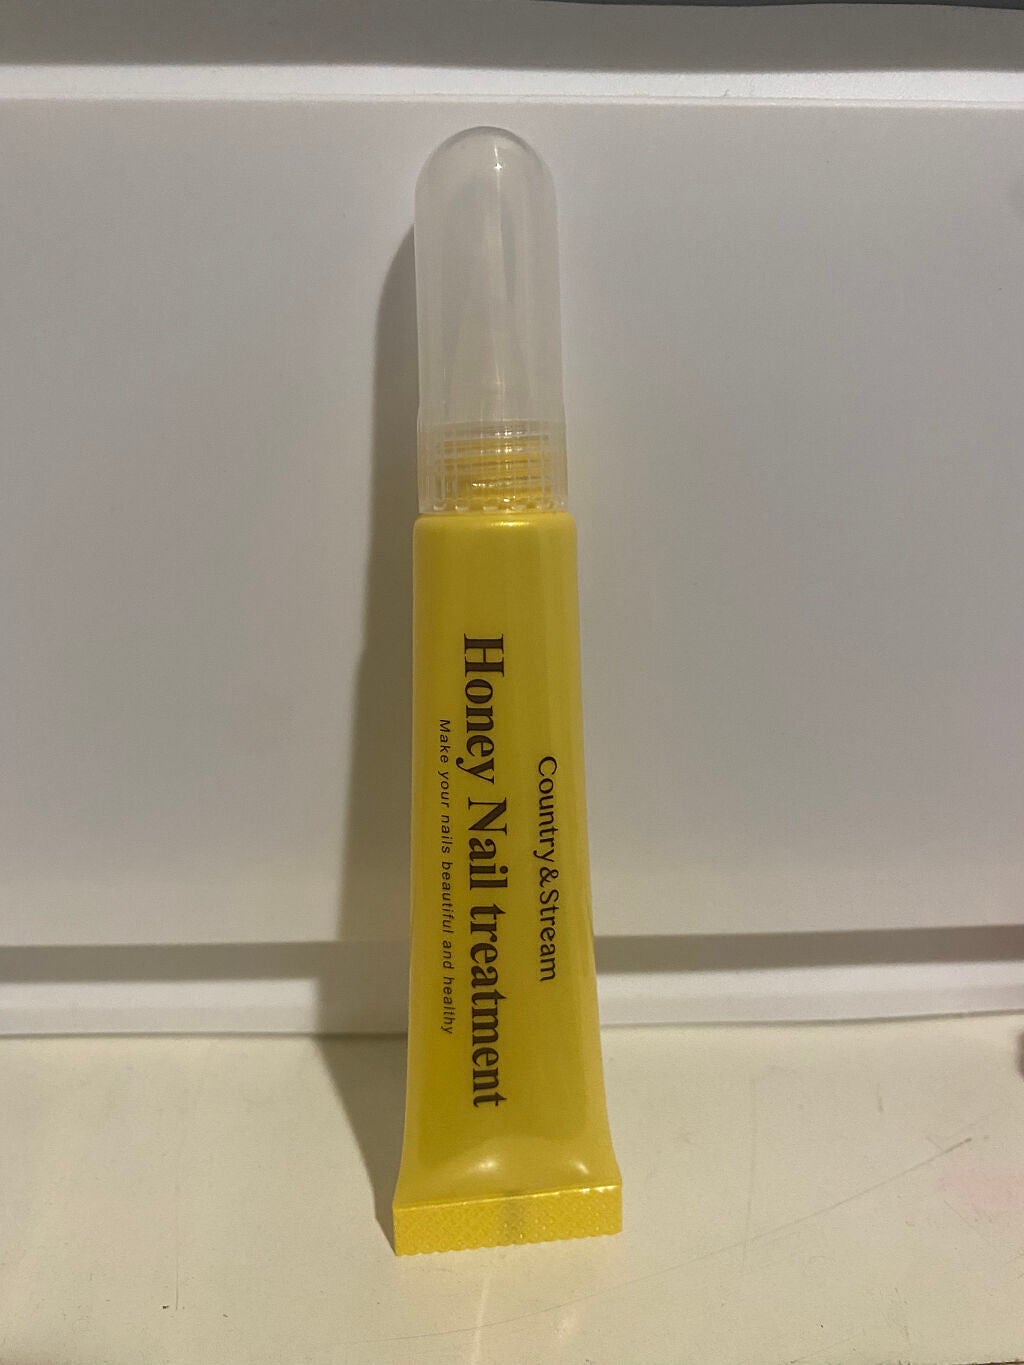 Country&Stream
Honey Nail treatment
Make your nails beautiful and healthy